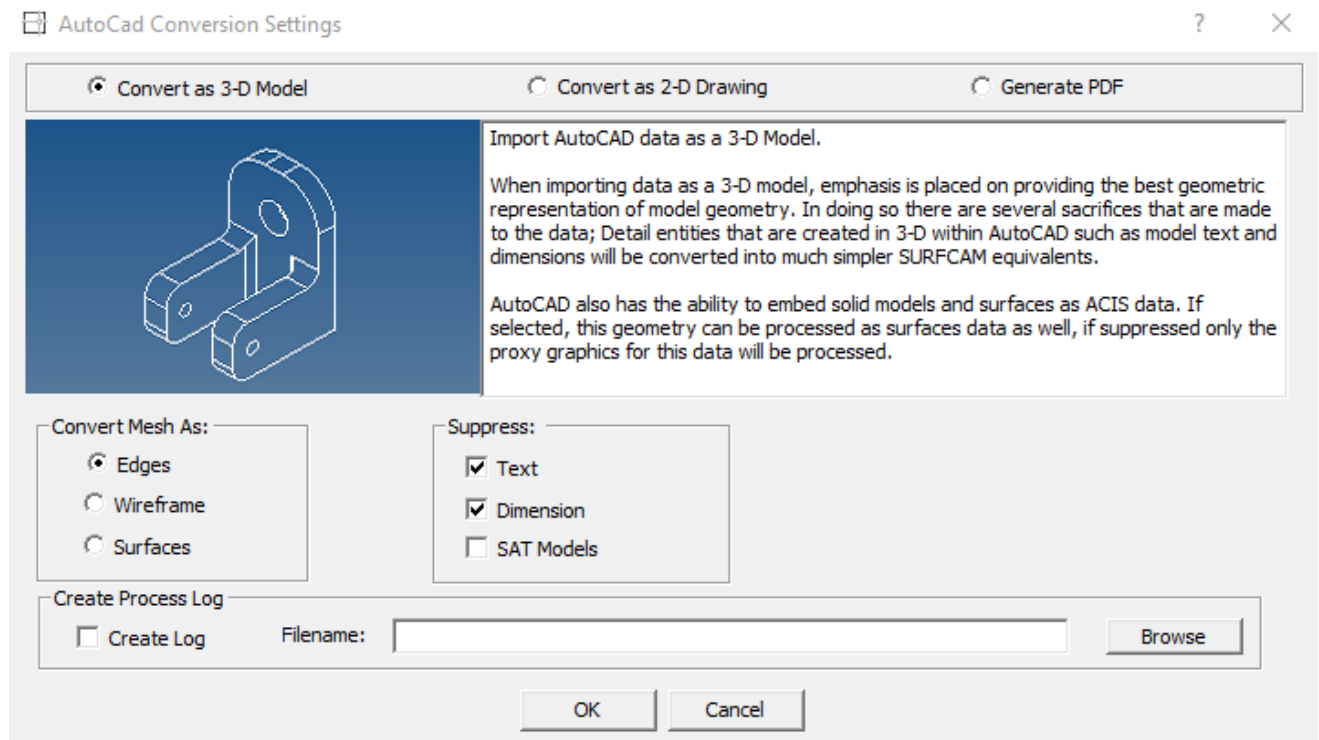 AutoCad Conversion Settings
?
Convert as 3-D Model
Convert as 2-D Drawing
Generate PDF
Import AutoCAD data as a 3-D Model.
When importing data as a 3-D model, emphasis is placed on providing the best geometric
representation of model geometry. In doing so there are several sacrifices that are made
to the data; Detail entities that are created in 3-D within AutoCAD such as model text and
dimensions will be converted into much simpler SURFCAM equivalents.
AutoCAD also has the ability to embed solid models and surfaces as ACIS data. If
selected, this geometry can be processed as surfaces data as well, if suppressed only the
proxy graphics for this data will be processed.
Convert Mesh As:
Edges
Wireframe
Surfaces
Suppress:
Text
Dimension
SAT Models
Create Process Log
Create Log
Filename:
Browse
OK
Cancel